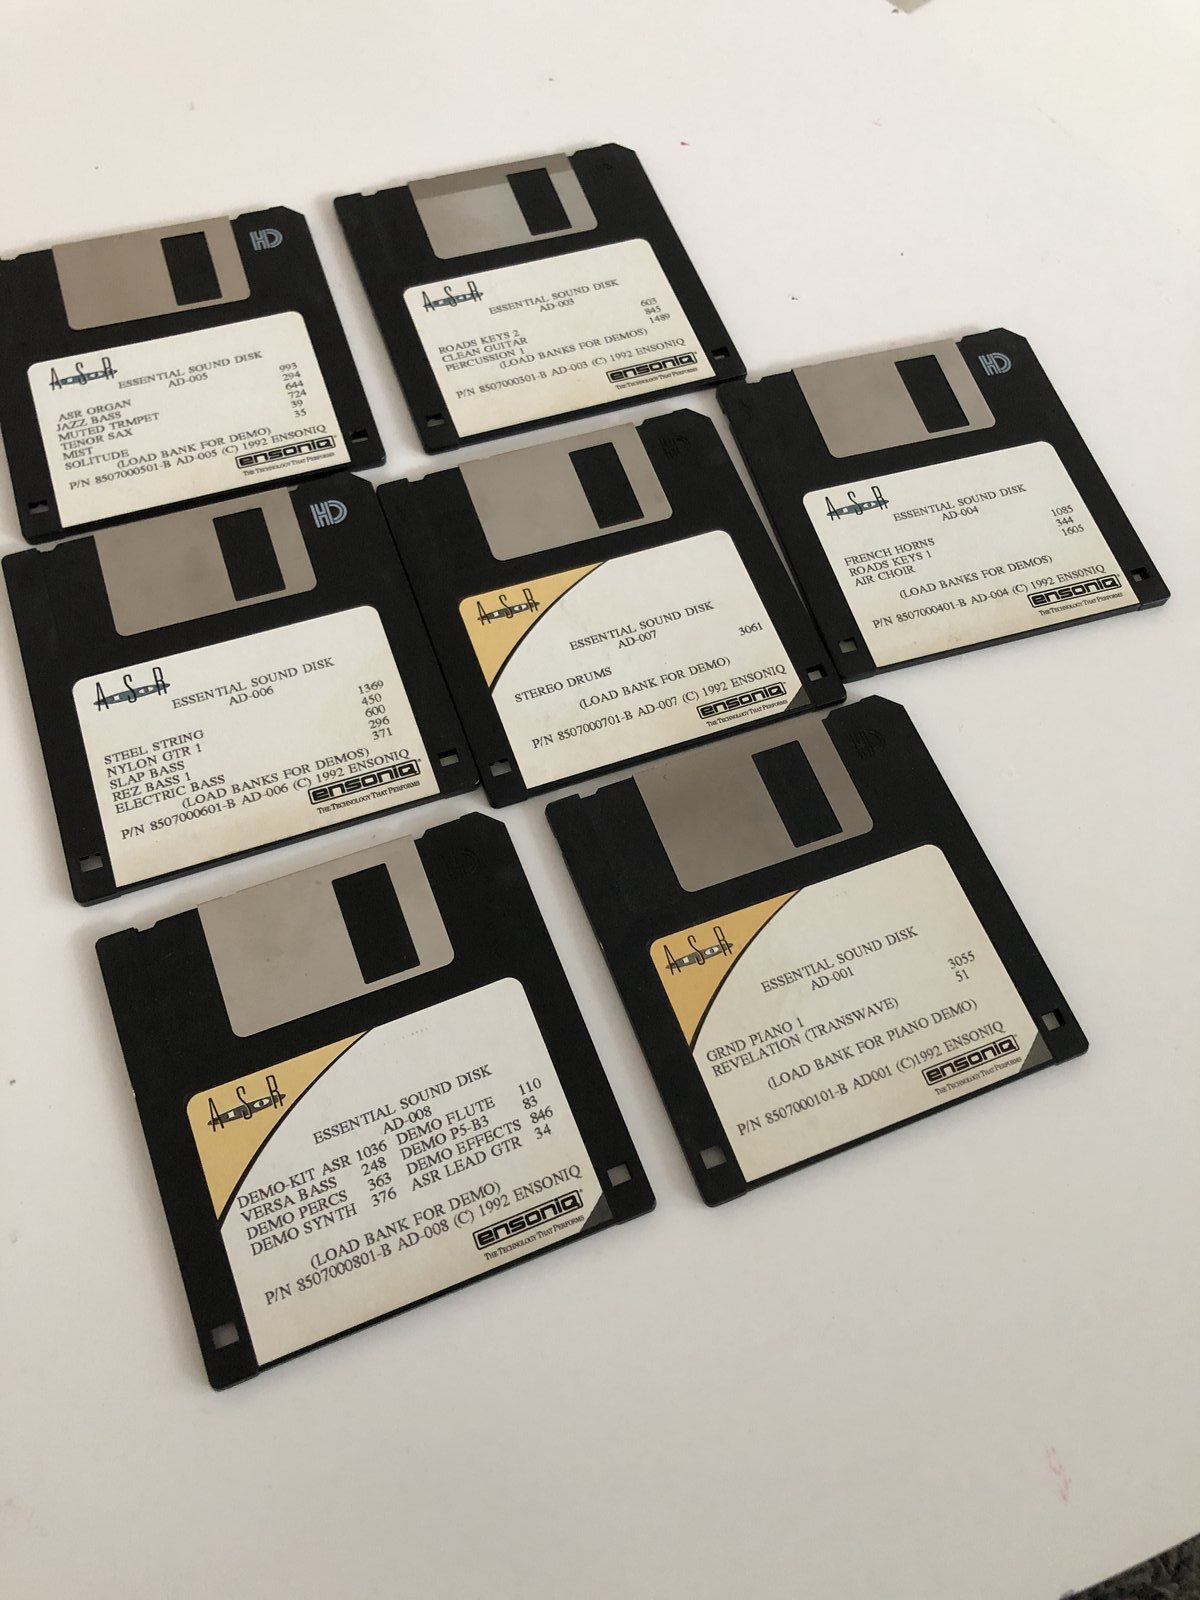 HD
ASR
ESSENTIAL SOUND DISK
AD-005
ASR ORGAN 993
JAZZ BASS 294
MUTED TRMPET 644
TENOR SAX 724
MIST 39
SOLITUDE 35
(LOAD BANK FOR DEMO)
P/N 8507000501-B AD-005 (C) 1992 ENSONIQ
ensoniq
THE TECHNOLOGY THAT PERFORMS
HD
ASR
ESSENTIAL SOUND DISK
AD-003
ROADS KEYS 2 603
CLEAN GUITAR 845
PERCUSSION 1 1489
(LOAD BANKS FOR DEMOS)
P/N 8507000301-B AD-003 (C) 1992 ENSONIQ
ensoniq
THE TECHNOLOGY THAT PERFORMS
HD
ASR
ESSENTIAL SOUND DISK
AD-004
FRENCH HORNS 1085
ROADS KEYS 1 344
AIR CHOIR 1605
(LOAD BANKS FOR DEMOS)
P/N 8507000401-B AD-004 (C) 1992 ENSONIQ
ensoniq
THE TECHNOLOGY THAT PERFORMS
HD
ASR
ESSENTIAL SOUND DISK
AD-006
STEEL STRING 1369
NYLON GTR 1 450
SLAP BASS 600
REZ BASS 1 296
ELECTRIC BASS 371
(LOAD BANKS FOR DEMOS)
P/N 8507000601-B AD-006 (C) 1992 ENSONIQ
ensoniq
THE TECHNOLOGY THAT PERFORMS
HD
ASR
ESSENTIAL SOUND DISK
AD-007
STEREO DRUMS 3061
(LOAD BANK FOR DEMO)
P/N 8507000701-B AD-007 (C) 1992 ENSONIQ
ensoniq
THE TECHNOLOGY THAT PERFORMS
HD
ASR
ESSENTIAL SOUND DISK
AD-008
DEMO-KIT ASR 1036 DEMO FLUTE 110
VERSA BASS 248 DEMO P5-B3 83
DEMO PERCS 363 DEMO EFFECTS 846
DEMO SYNTH 376 ASR LEAD GTR 34
(LOAD BANK FOR DEMO)
P/N 8507000801-B AD-008 (C) 1992 ENSONIQ
ensoniq
THE TECHNOLOGY THAT PERFORMS
HD
ASR
ESSENTIAL SOUND DISK
AD-001
GRND PIANO 1 3055
REVELATION (TRANSWAVE) 51
(LOAD BANK FOR PIANO DEMO)
P/N 8507000101-B AD001 (C)1992 ENSONIQ
ensoniq
THE TECHNOLOGY THAT PERFORMS